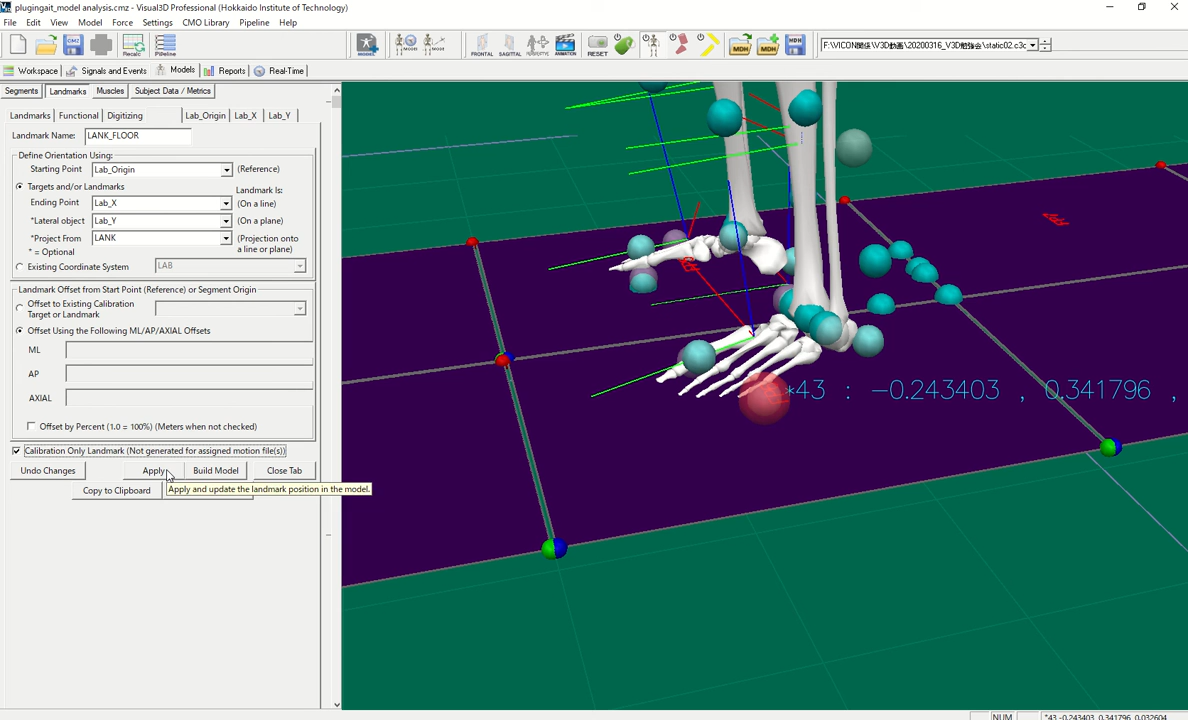 plugingait_model analysis.cmz - Visual3D Professional (Hokkaido Institute of Technology)
File Edit View Model Force Settings CMO Library Pipeline Help
Recalc Pipeline FRONTAL SAGITTAL PERSPECTIVE ANIMATION RESET MDH MDH MDH F:\VICON関係\V3D動画\20200316_V3D勉強会\static02.c3c
Workspace Signals and Events Models Reports Real-Time
Segments Landmarks Muscles Subject Data / Metrics
Landmarks Functional Digitizing Lab_Origin Lab_X Lab_Y
Landmark Name: LANK_FLOOR
Define Orientation Using:
Starting Point Lab_Origin (Reference)
Targets and/or Landmarks
Landmark Is:
Ending Point Lab_X (On a line)
*Lateral object Lab_Y (On a plane)
*Project From LANK (Projection onto a line or plane)
* = Optional
Existing Coordinate System LAB
Landmark Offset from Start Point (Reference) or Segment Origin
Offset to Existing Calibration
Target or Landmark
Offset Using the Following ML/AP/AXIAL Offsets
ML
AP
AXIAL
Offset by Percent (1.0 = 100%) (Meters when not checked)
Calibration Only Landmark (Not generated for assigned motion file(s))
Undo Changes Apply Build Model Close Tab
Copy to Clipboard
Apply and update the landmark position in the model.
*43 : -0.243403 , 0.341796 ,
NUM *43 -0.243403 0.341796 0.032604